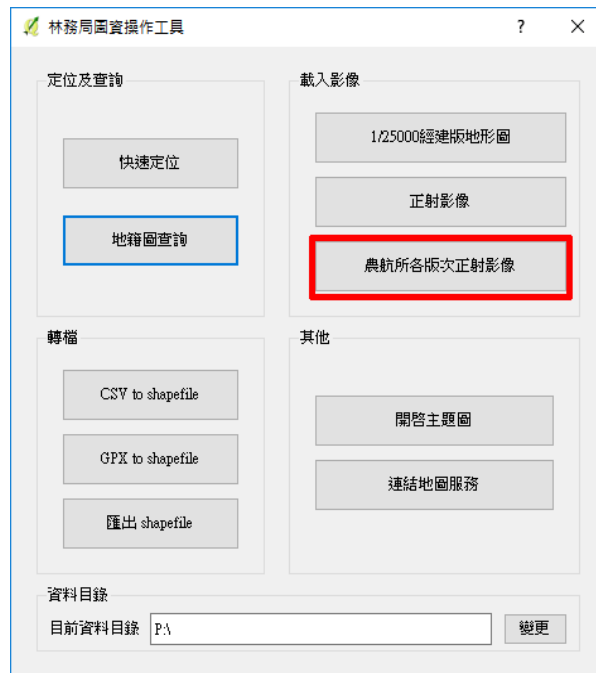 林務局圖資操作工具
?
定位及查詢
快速定位
地籍圖查詢
載入影像
1/25000經建版地形圖
正射影像
農航所各版次正射影像
轉檔
CSV to shapefile
GPX to shapefile
匯出 shapefile
其他
開啟主題圖
連結地圖服務
資料目錄
目前資料目錄 P:\ 變更